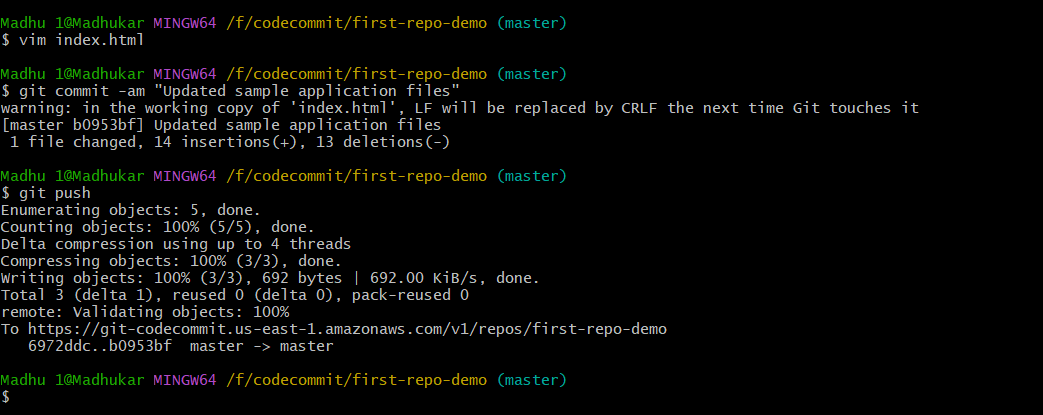 Madhu 1@Madhukar MINGW64 /f/codecommit/first-repo-demo (master)
$ vim index.html
Madhu 1@Madhukar MINGW64 /f/codecommit/first-repo-demo (master)
$ git commit -am "Updated sample application files"
warning: in the working copy of 'index.html', LF will be replaced by CRLF the next time Git touches it
[master b0953bf] Updated sample application files
 1 file changed, 14 insertions(+), 13 deletions(-)
Madhu 1@Madhukar MINGW64 /f/codecommit/first-repo-demo (master)
$ git push
Enumerating objects: 5, done.
Counting objects: 100% (5/5), done.
Delta compression using up to 4 threads
Compressing objects: 100% (3/3), done.
Writing objects: 100% (3/3), 692 bytes | 692.00 KiB/s, done.
Total 3 (delta 1), reused 0 (delta 0), pack-reused 0
remote: Validating objects: 100%
To https://git-codecommit.us-east-1.amazonaws.com/v1/repos/first-repo-demo
   6972ddc..b0953bf  master -> master
Madhu 1@Madhukar MINGW64 /f/codecommit/first-repo-demo (master)
$